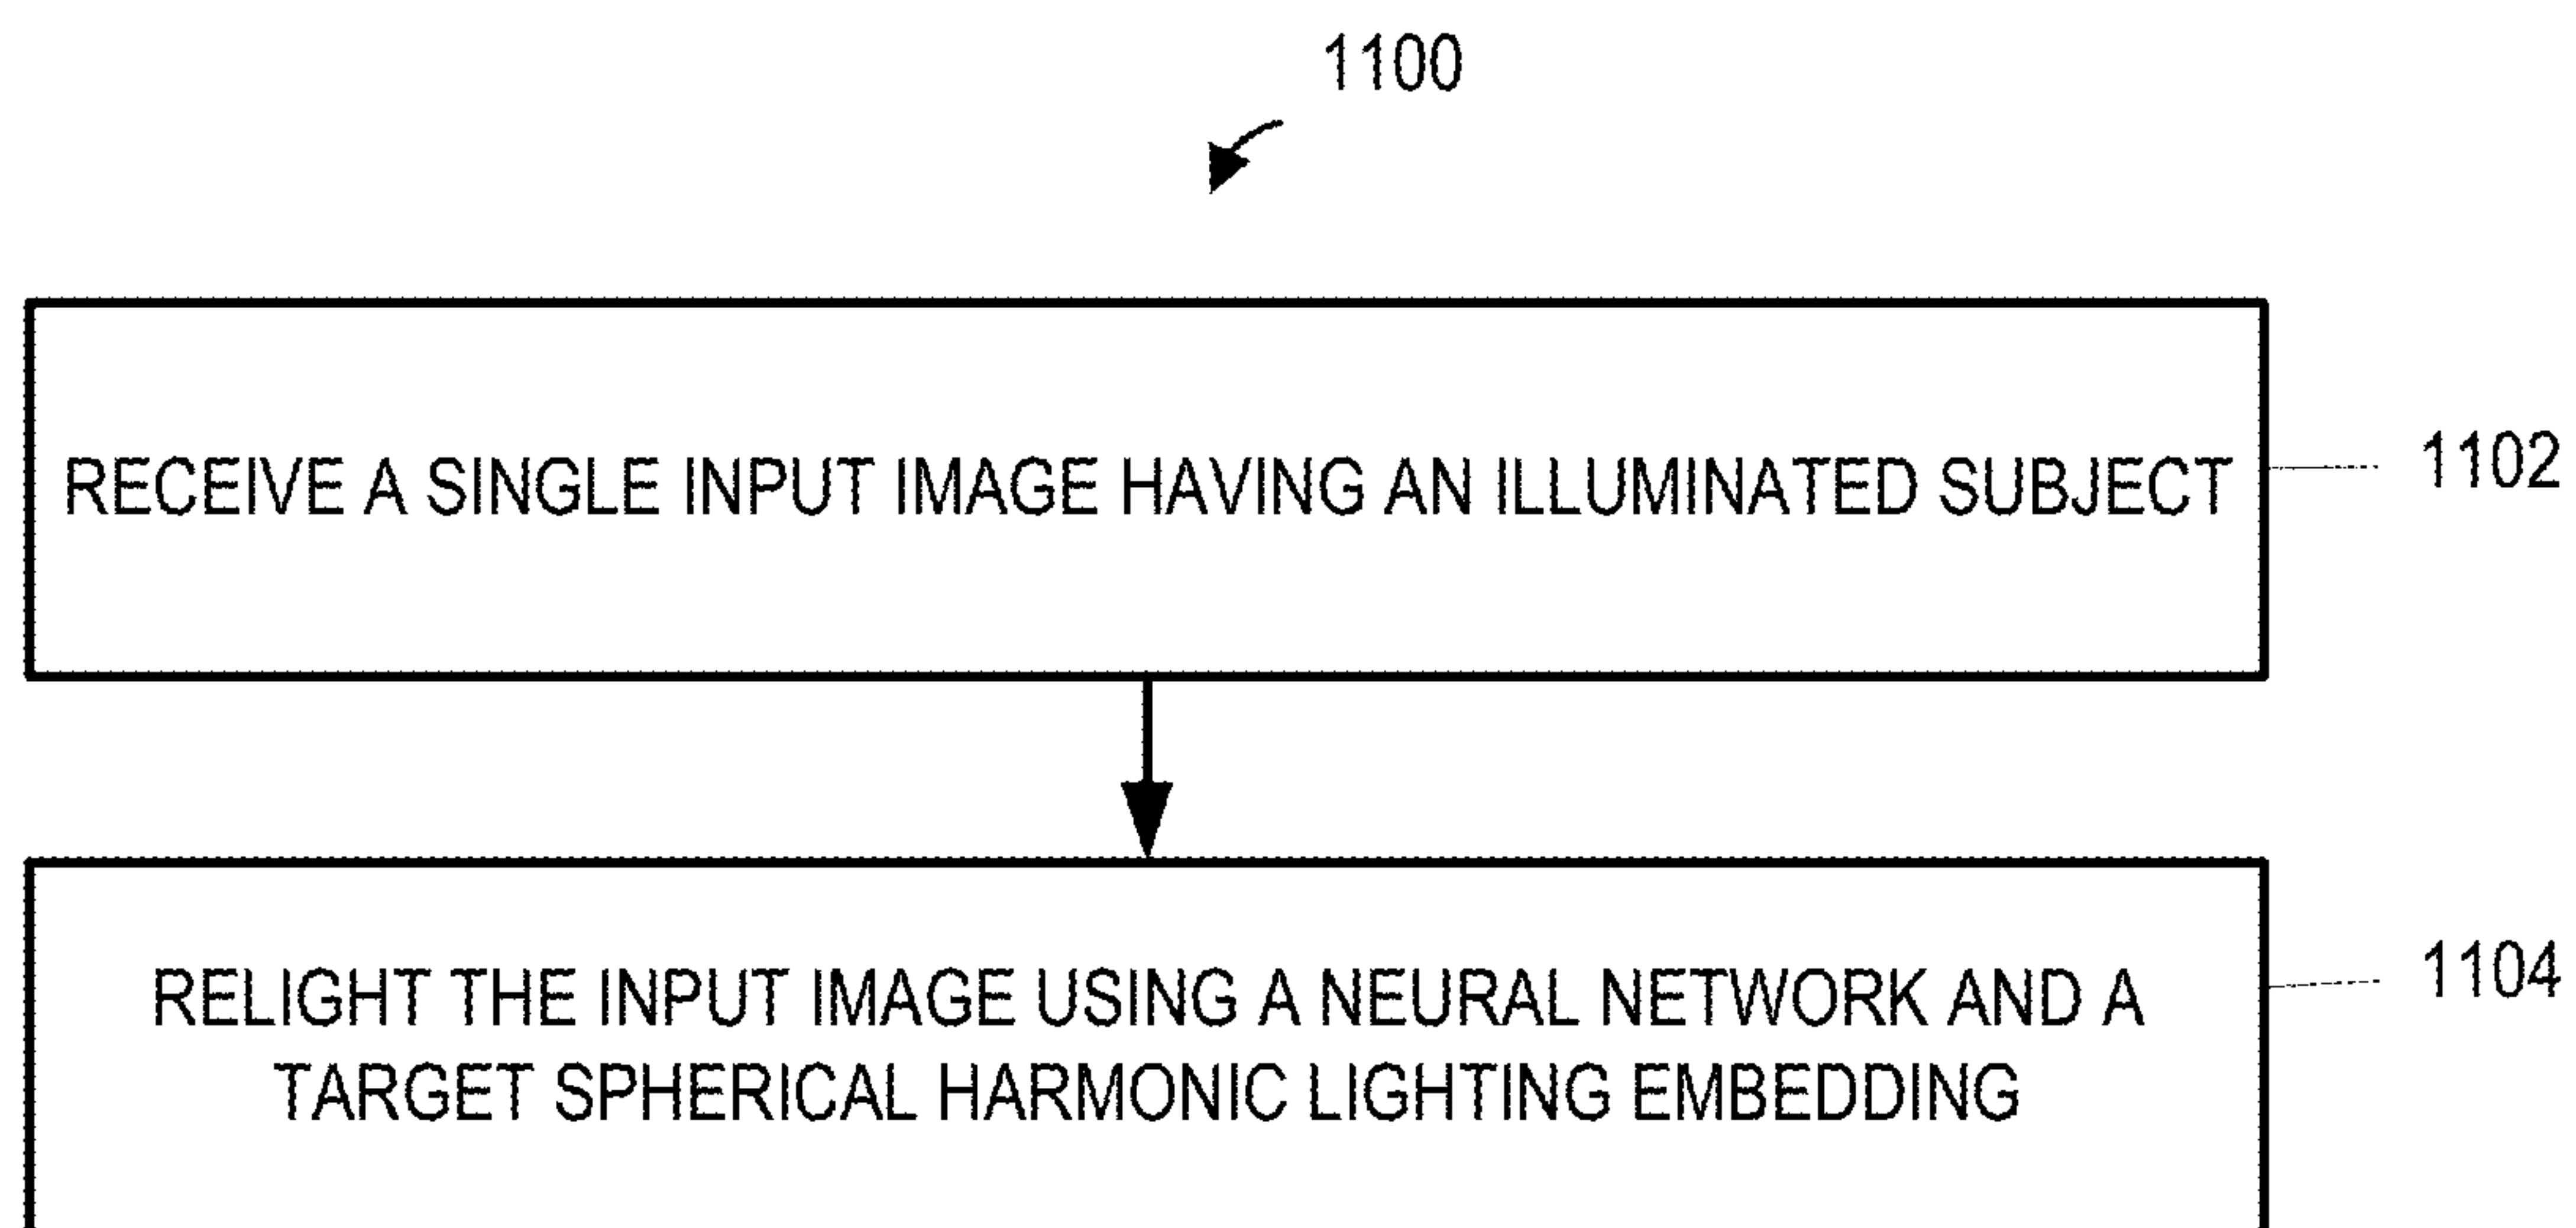 1100
RECEIVE A SINGLE INPUT IMAGE HAVING AN ILLUMINATED SUBJECT
1102
RELIGHT THE INPUT IMAGE USING A NEURAL NETWORK AND A
TARGET SPHERICAL HARMONIC LIGHTING EMBEDDING
1104